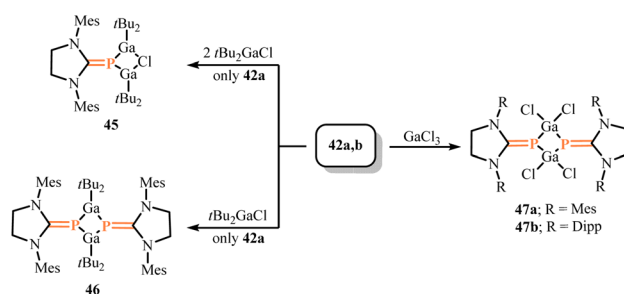 Mes
tBu2
N
Ga
P
Cl
Ga
N
Mes
tBu2
45
2 tBu2GaCl
only 42a
42a,b
GaCl3
Mes
tBu2
Mes
N
Ga
N
P
P
N
Ga
N
Mes
tBu2
Mes
46
tBu2GaCl
only 42a
R
Cl
Cl
R
N
Ga
N
P
P
N
Ga
N
R
Cl
Cl
R
47a; R = Mes
47b; R = Dipp